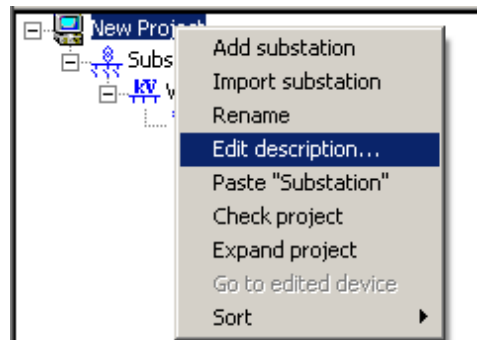 New Project
Subs
KV
Add substation
Import substation
Rename
Edit description...
Paste "Substation"
Check project
Expand project
Go to edited device
Sort